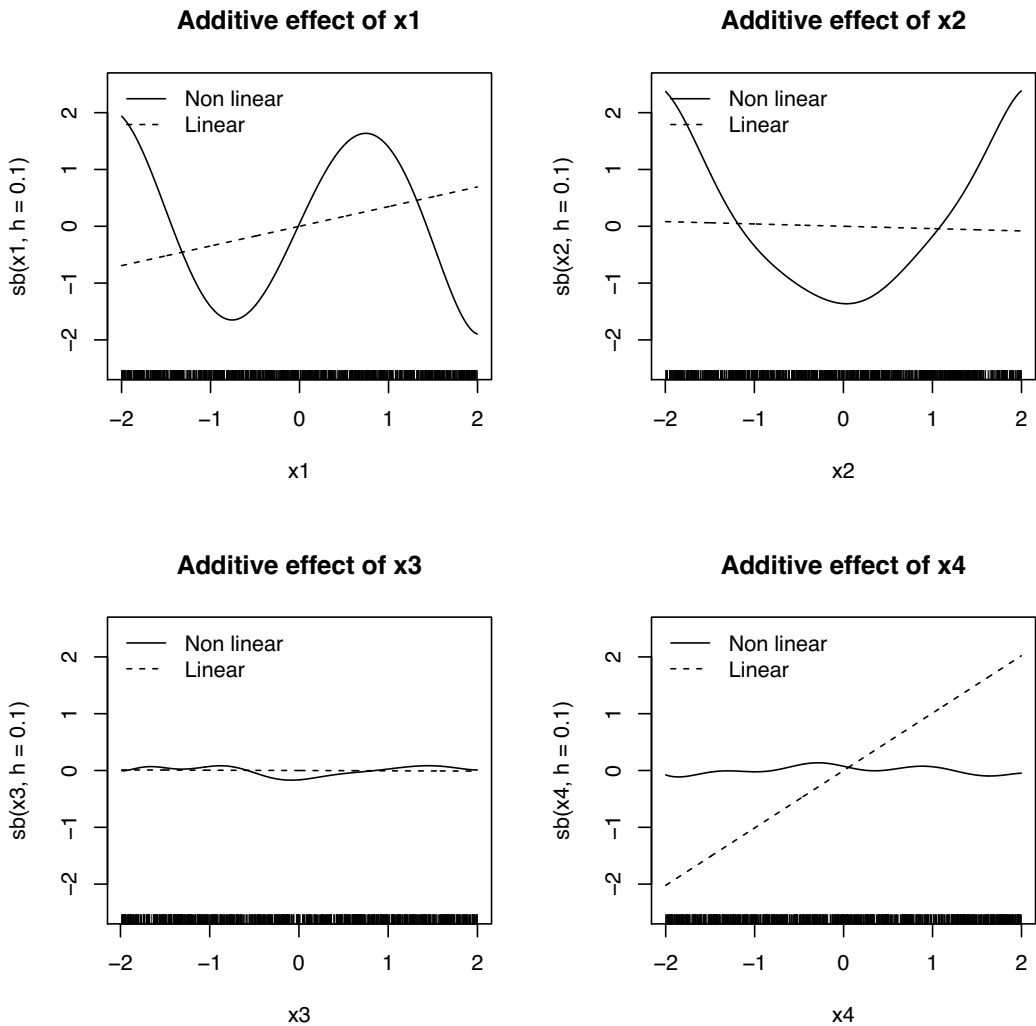 Additive effect of x1
Non linear
Linear
sb(x1, h = 0.1)
2
1
0
−1
−2
−2 −1 0 1 2
x1
Additive effect of x2
Non linear
Linear
sb(x2, h = 0.1)
2
1
0
−1
−2
−2 −1 0 1 2
x2
Additive effect of x3
Non linear
Linear
sb(x3, h = 0.1)
2
1
0
−1
−2
−2 −1 0 1 2
x3
Additive effect of x4
Non linear
Linear
sb(x4, h = 0.1)
2
1
0
−1
−2
−2 −1 0 1 2
x4